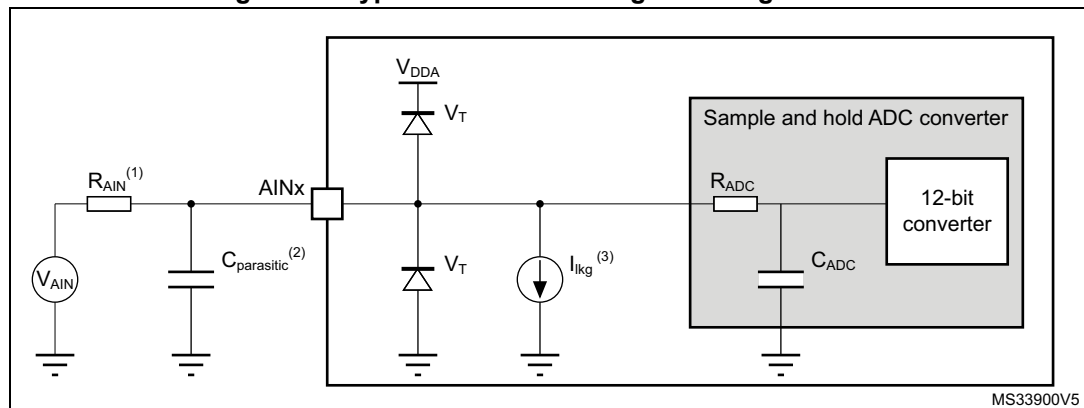 V_DDA
V_T
Sample and hold ADC converter
R_AIN^(1)
AINx
R_ADC
12-bit
converter
C_parasitic^(2)
V_T
I_lkg^(3)
C_ADC
V_AIN
MS33900V5